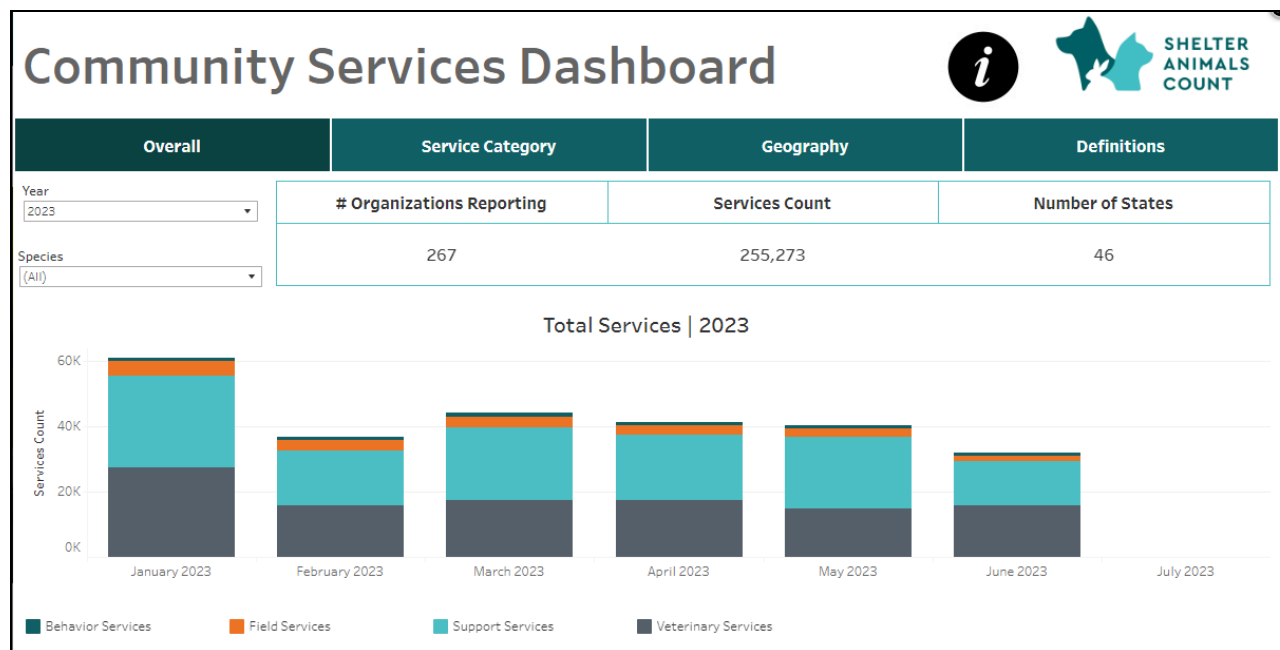 Community Services Dashboard
i
SHELTER
ANIMALS
COUNT
Overall
Service Category
Geography
Definitions
Year
2023
Species
(All)
# Organizations Reporting
Services Count
Number of States
267
255,273
46
Total Services | 2023
Services Count
60K
40K
20K
0K
January 2023
February 2023
March 2023
April 2023
May 2023
June 2023
July 2023
Behavior Services
Field Services
Support Services
Veterinary Services